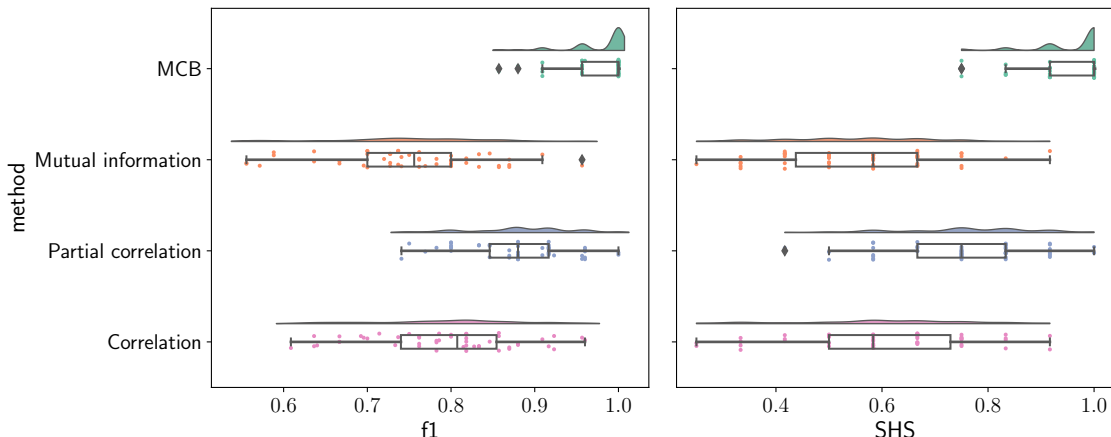 method
MCB
Mutual information
Partial correlation
Correlation
0.6 0.7 0.8 0.9 1.0
f1
0.4 0.6 0.8 1.0
SHS